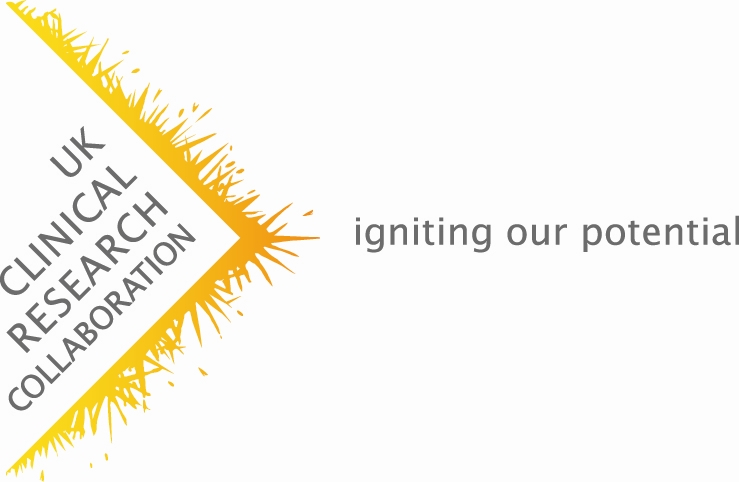 UK
CLINICAL
RESEARCH
COLLABORATION
igniting our potential